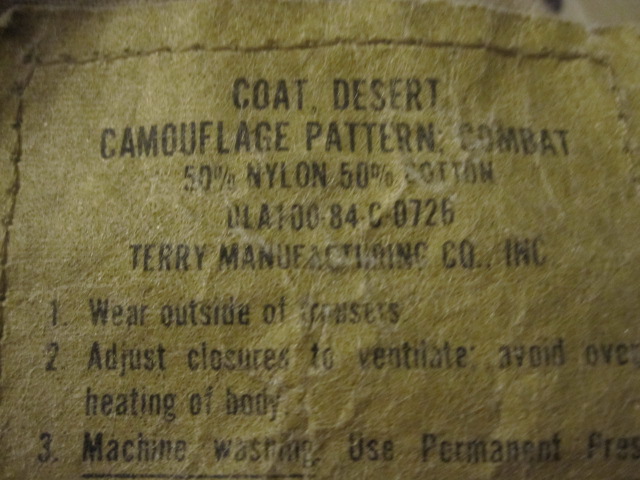 COAT, DESERT
CAMOUFLAGE PATTERN: COMBAT
50% NYLON 50% COTTON
DLA100-84-C-0726
TERRY MANUFACTURING CO., INC
1. Wear outside of trousers
2. Adjust closures to ventilate; avoid over
heating of body.
3. Machine washing. Use Permanent Pres